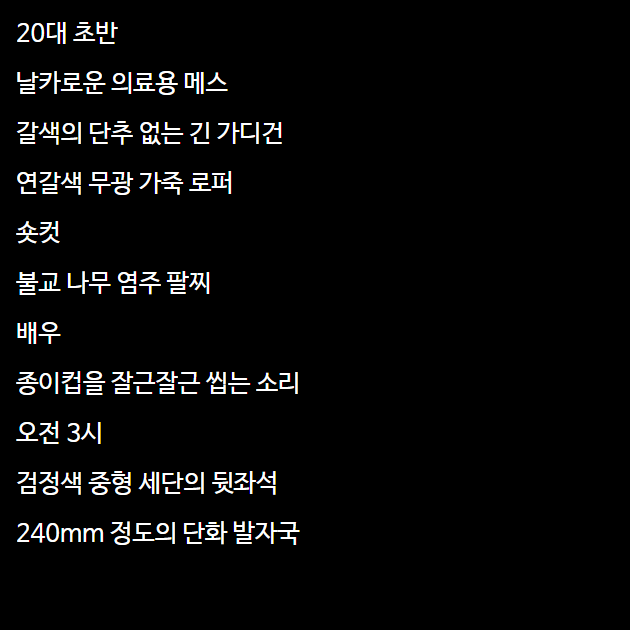 20대 초반
날카로운 의료용 메스
갈색의 단추 없는 긴 가디건
연갈색 무광 가죽 로퍼
숏컷
불교 나무 염주 팔찌
배우
종이컵을 잘근잘근 씹는 소리
오전 3시
검정색 중형 세단의 뒷좌석
240mm 정도의 단화 발자국